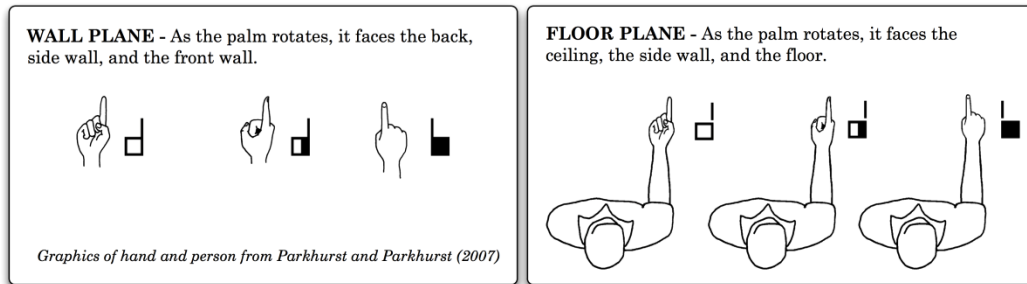 WALL PLANE - As the palm rotates, it faces the back,
side wall, and the front wall.
Graphics of hand and person from Parkhurst and Parkhurst (2007)
FLOOR PLANE - As the palm rotates, it faces the
ceiling, the side wall, and the floor.